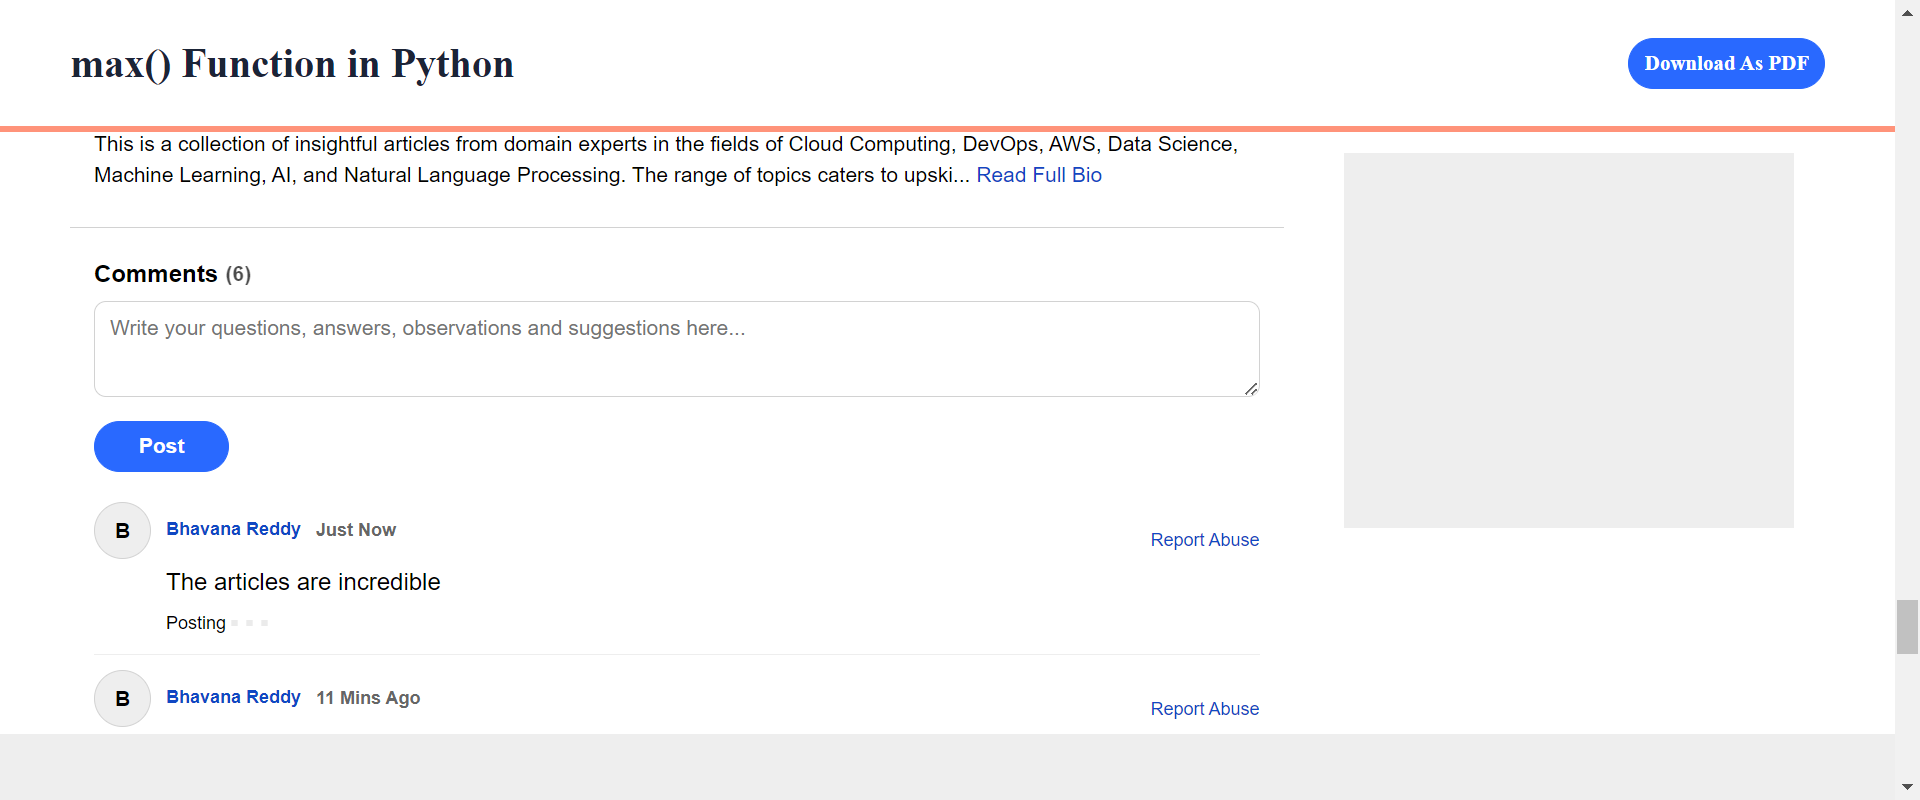 max() Function in Python
Download As PDF
This is a collection of insightful articles from domain experts in the fields of Cloud Computing, DevOps, AWS, Data Science,
Machine Learning, AI, and Natural Language Processing. The range of topics caters to upski... Read Full Bio
Comments (6)
Write your questions, answers, observations and suggestions here...
Post
B
Bhavana Reddy Just Now
Report Abuse
The articles are incredible
Posting
B
Bhavana Reddy 11 Mins Ago
Report Abuse